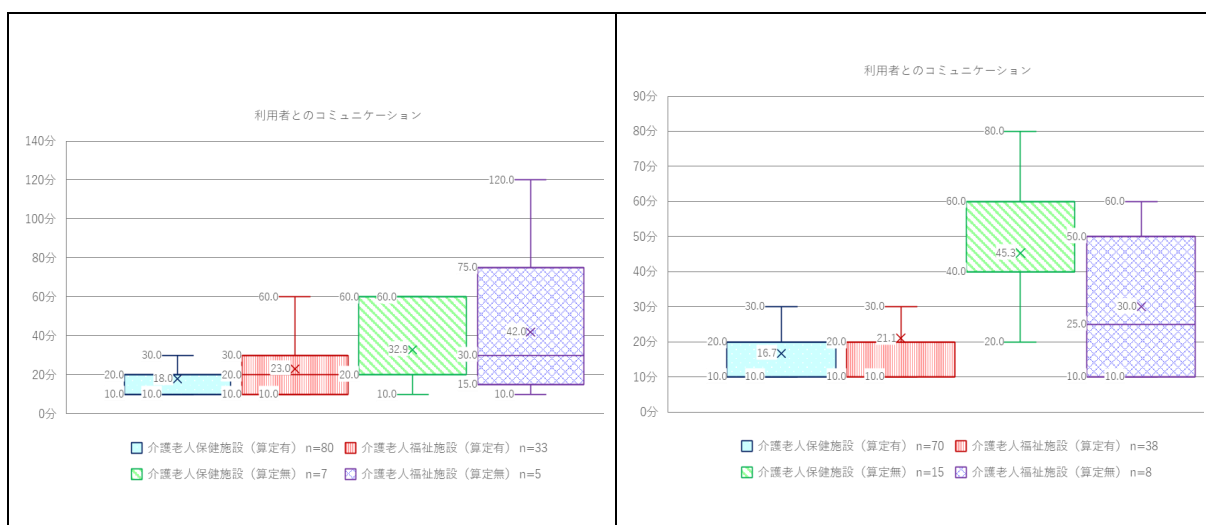 利用者とのコミュニケーション
140分
120分
100分
80分
60分
40分
20分
0分
30.0
20.0
18.0
10.0
10.0
60.0
30.0
23.0
20.0
10.0
10.0
60.0
60.0
32.9
20.0
10.0
120.0
75.0
42.0
30.0
15.0
10.0
介護老人保健施設（算定有） n=80
介護老人福祉施設（算定有） n=33
介護老人保健施設（算定無） n=7
介護老人福祉施設（算定無） n=5
利用者とのコミュニケーション
90分
80分
70分
60分
50分
40分
30分
20分
10分
0分
30.0
20.0
16.7
10.0
10.0
30.0
20.0
21.1
10.0
10.0
80.0
60.0
45.3
40.0
20.0
60.0
50.0
30.0
25.0
10.0
10.0
介護老人保健施設（算定有） n=70
介護老人福祉施設（算定有） n=38
介護老人保健施設（算定無） n=15
介護老人福祉施設（算定無） n=8